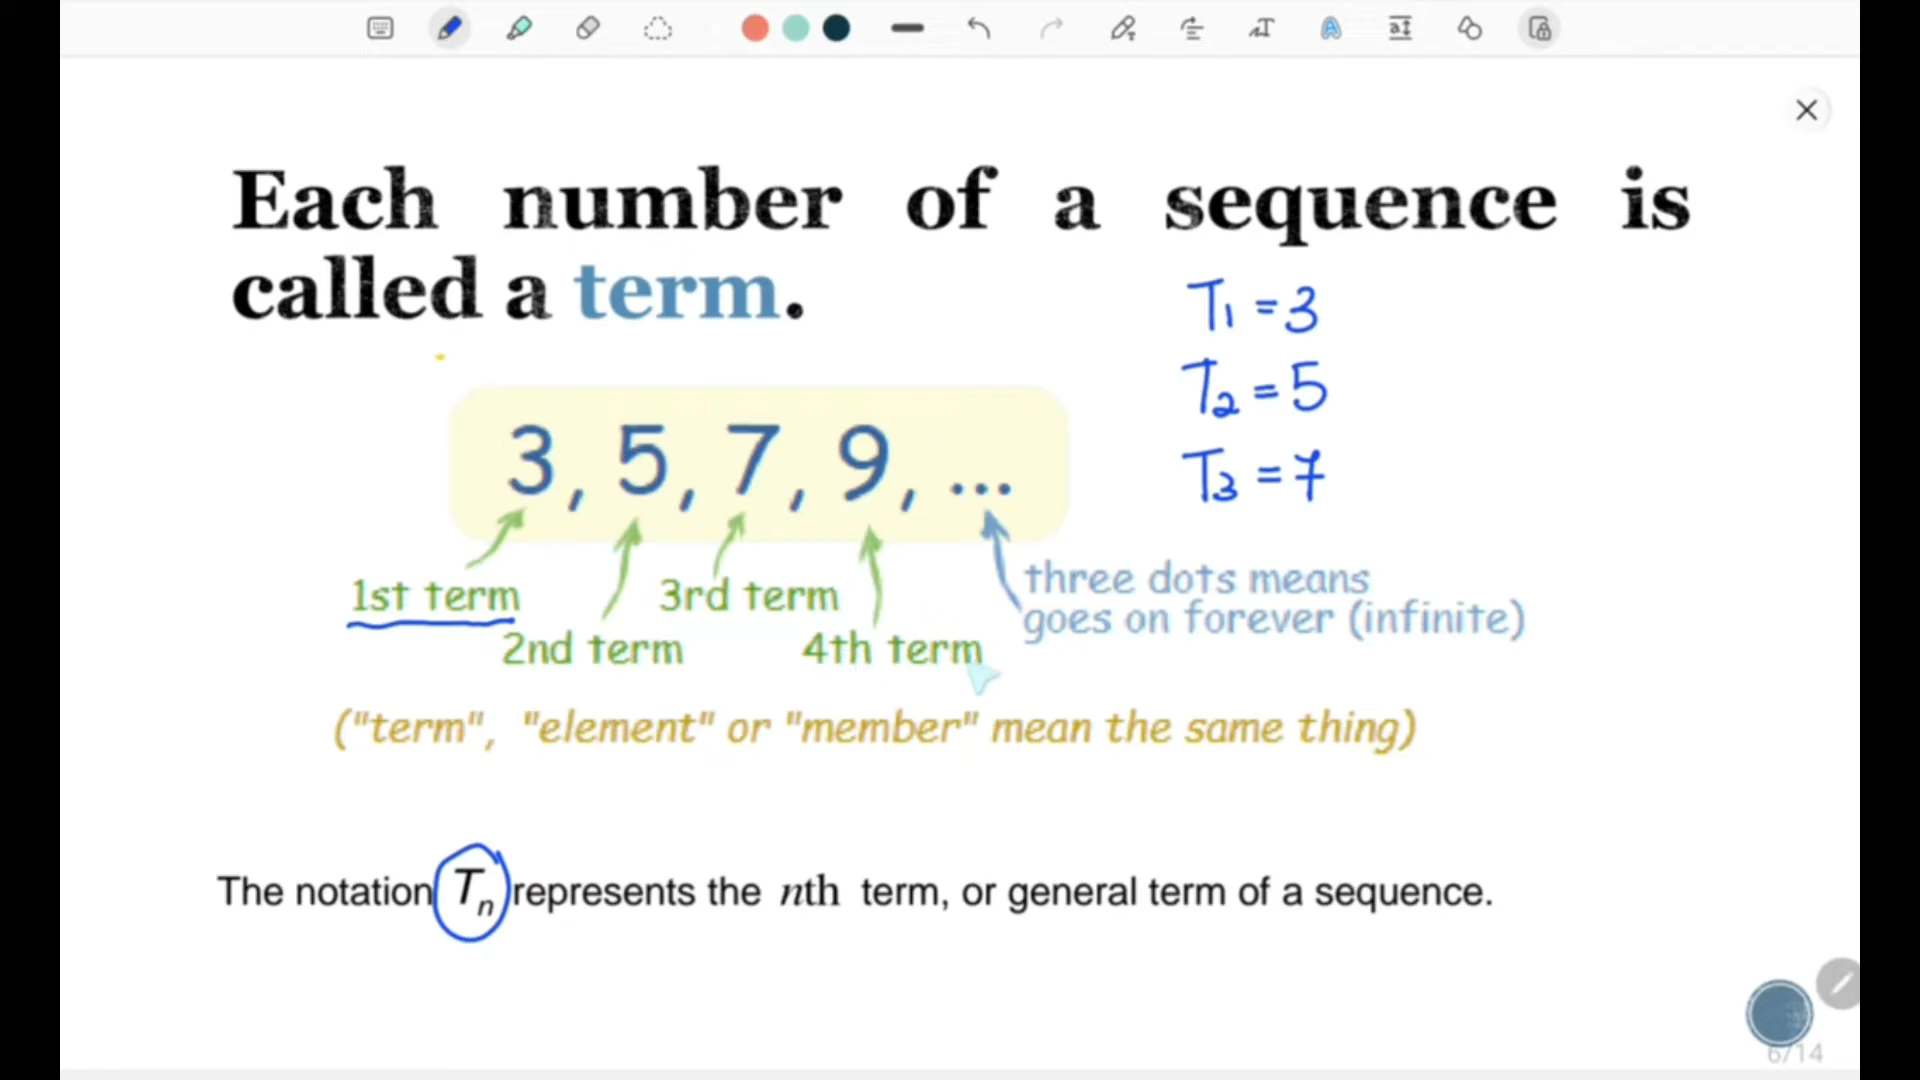 Each number of a sequence is
called a term.
T1 = 3
T2 = 5
T3 = 7
3, 5, 7, 9, ...
1st term
2nd term
3rd term
4th term
three dots means
goes on forever (infinite)
("term", "element" or "member" mean the same thing)
The notation Tn represents the nth term, or general term of a sequence.
6/14